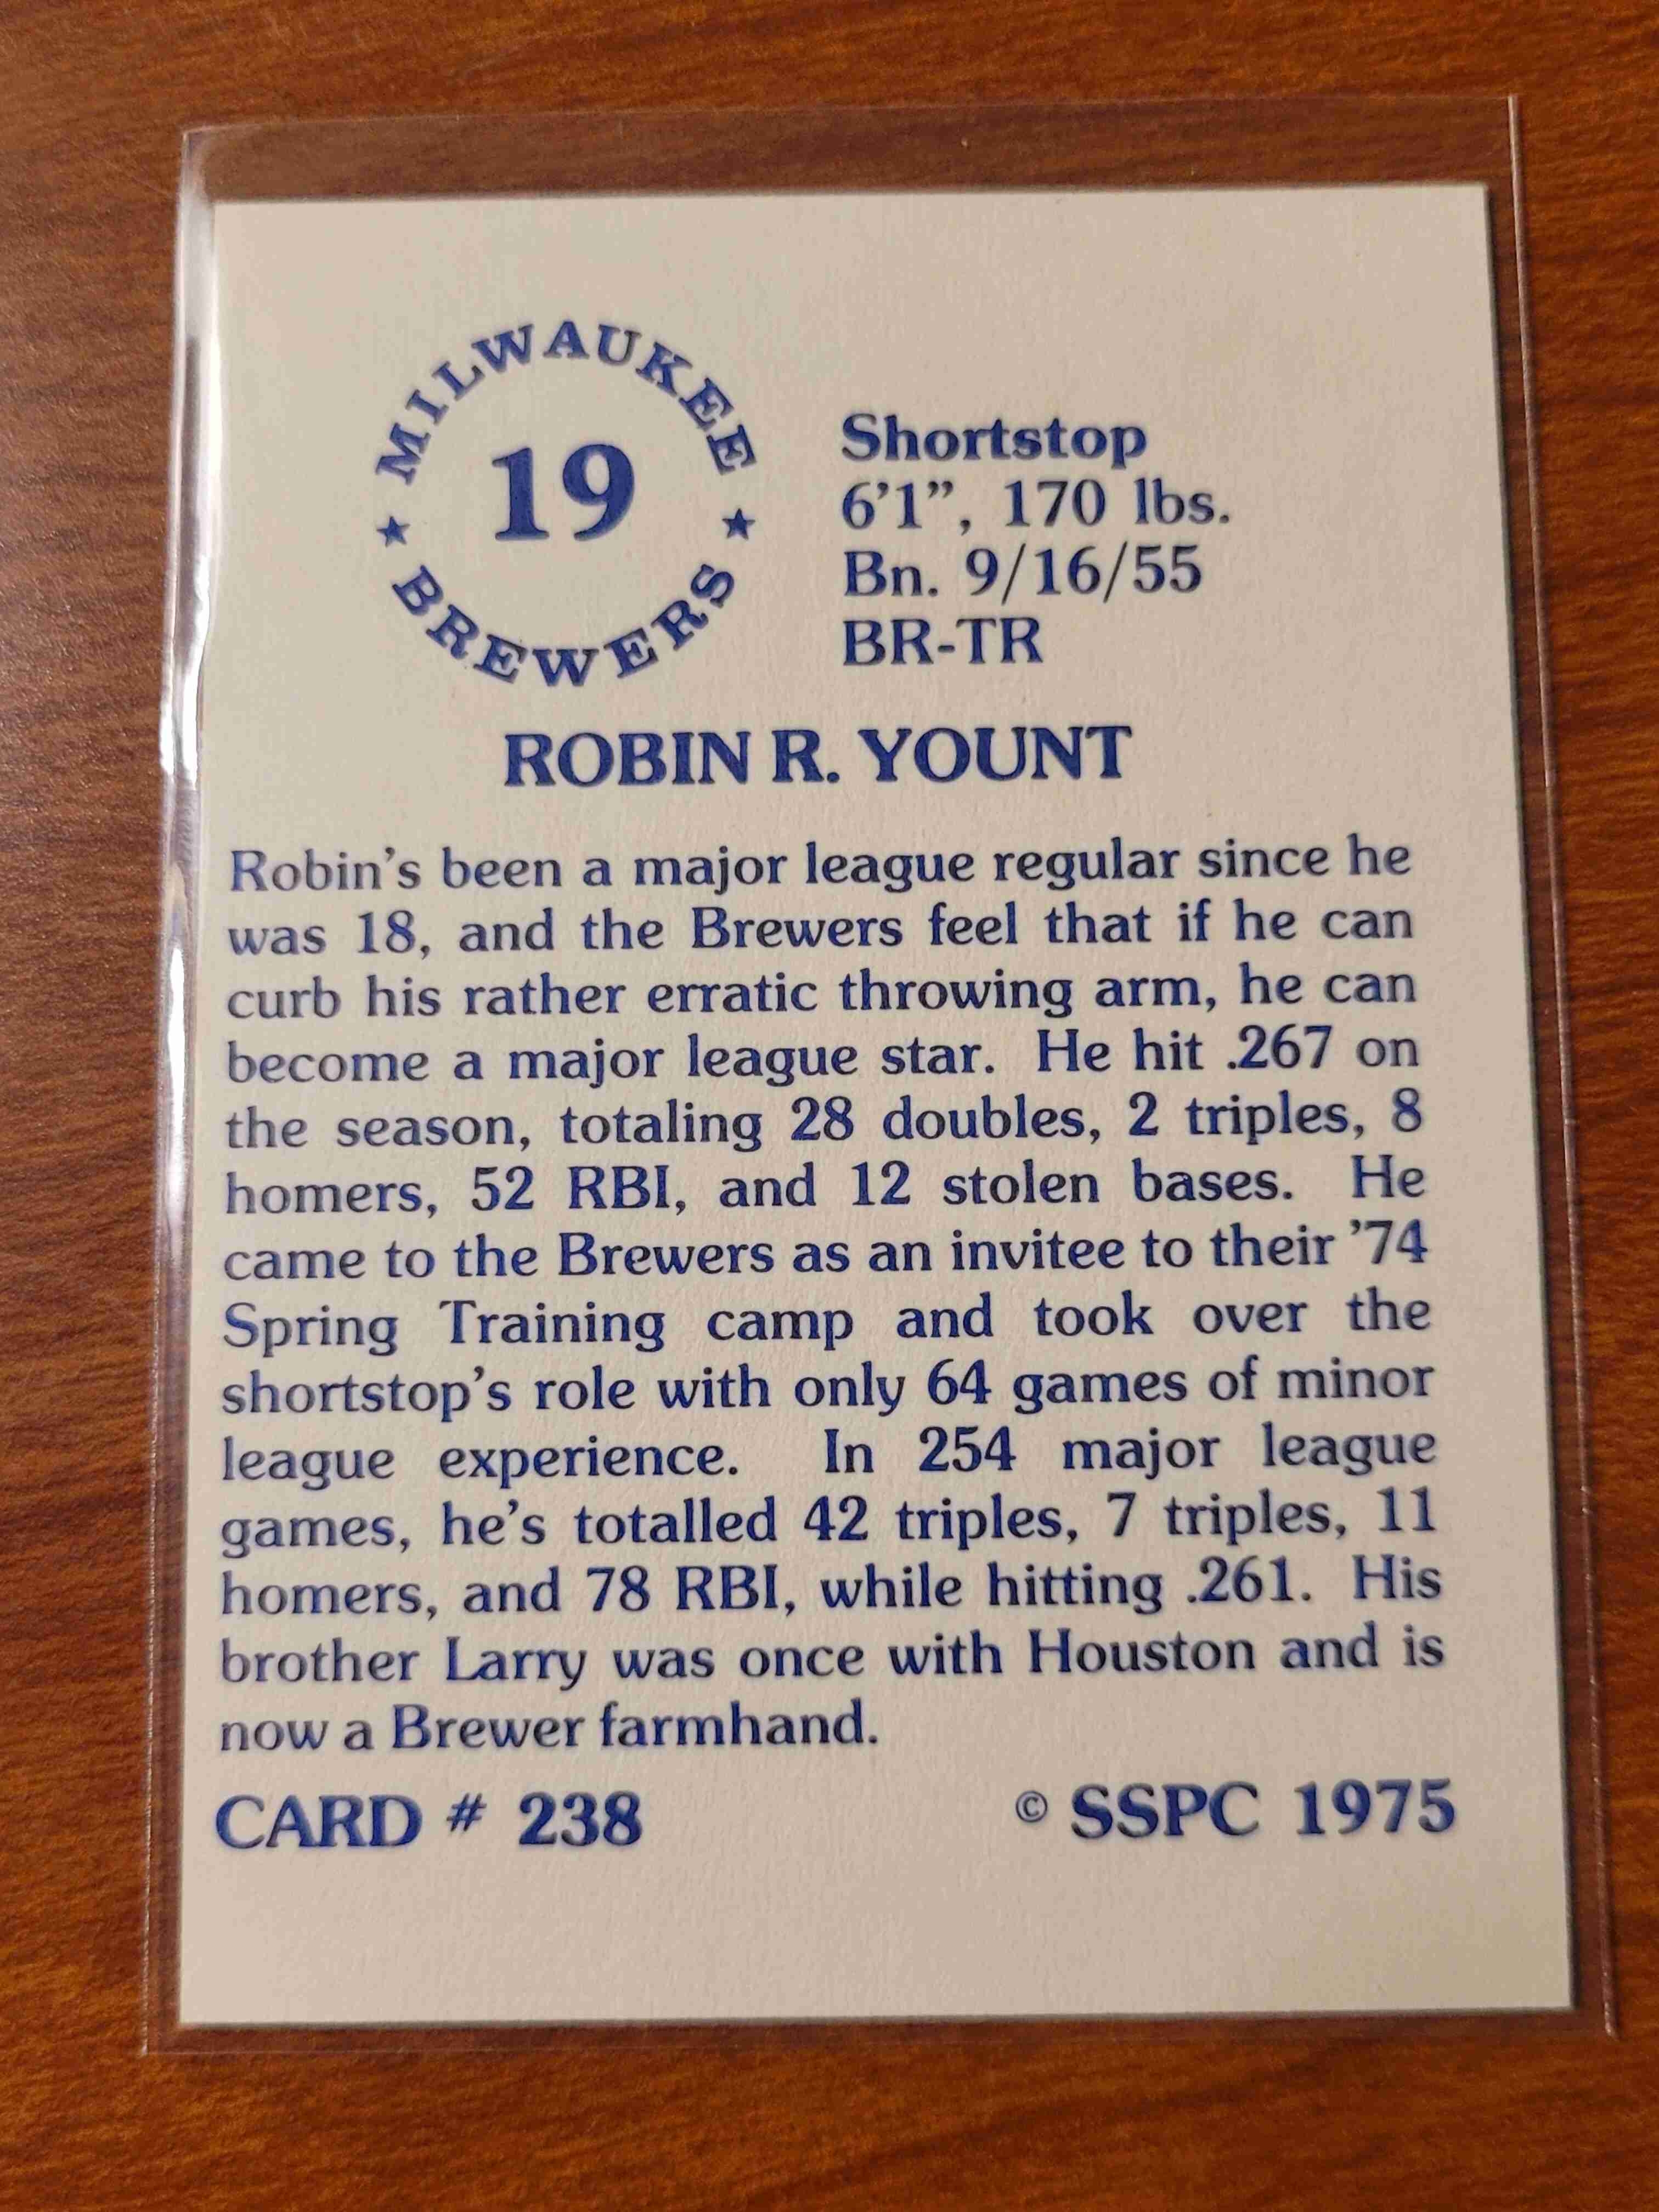 MILWAUKEE
19
★ BREWERS ★
Shortstop
6’1”, 170 lbs.
Bn. 9/16/55
BR-TR
ROBIN R. YOUNT
Robin’s been a major league regular since he
was 18, and the Brewers feel that if he can
curb his rather erratic throwing arm, he can
become a major league star. He hit .267 on
the season, totaling 28 doubles, 2 triples, 8
homers, 52 RBI, and 12 stolen bases. He
came to the Brewers as an invitee to their ’74
Spring Training camp and took over the
shortstop’s role with only 64 games of minor
league experience. In 254 major league
games, he’s totalled 42 triples, 7 triples, 11
homers, and 78 RBI, while hitting .261. His
brother Larry was once with Houston and is
now a Brewer farmhand.
CARD # 238 © SSPC 1975